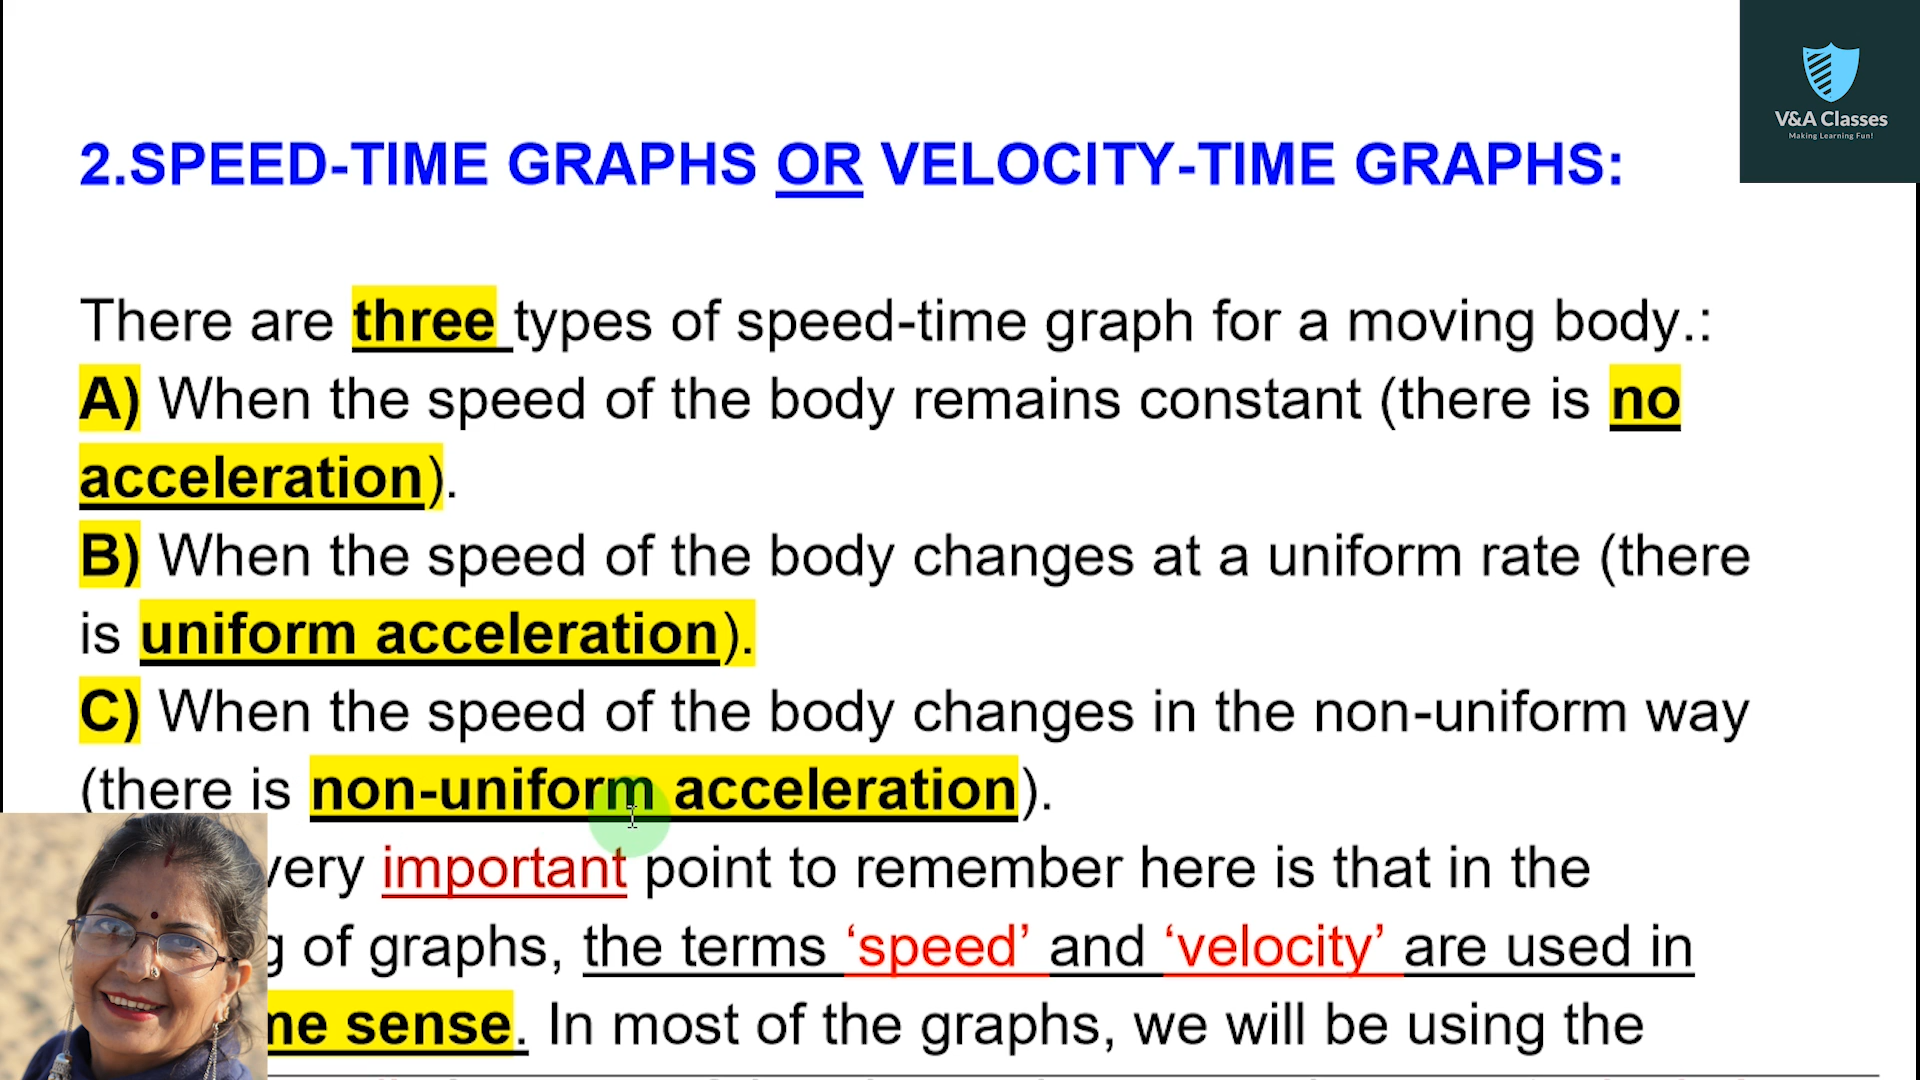 V&A Classes
Making Learning Fun!
2.SPEED-TIME GRAPHS OR VELOCITY-TIME GRAPHS:
There are three types of speed-time graph for a moving body.:
A) When the speed of the body remains constant (there is no
acceleration).
B) When the speed of the body changes at a uniform rate (there
is uniform acceleration).
C) When the speed of the body changes in the non-uniform way
(there is non-uniform acceleration).
very important point to remember here is that in the
of graphs, the terms ‘speed’ and ‘velocity’ are used in
sense. In most of the graphs, we will be using the